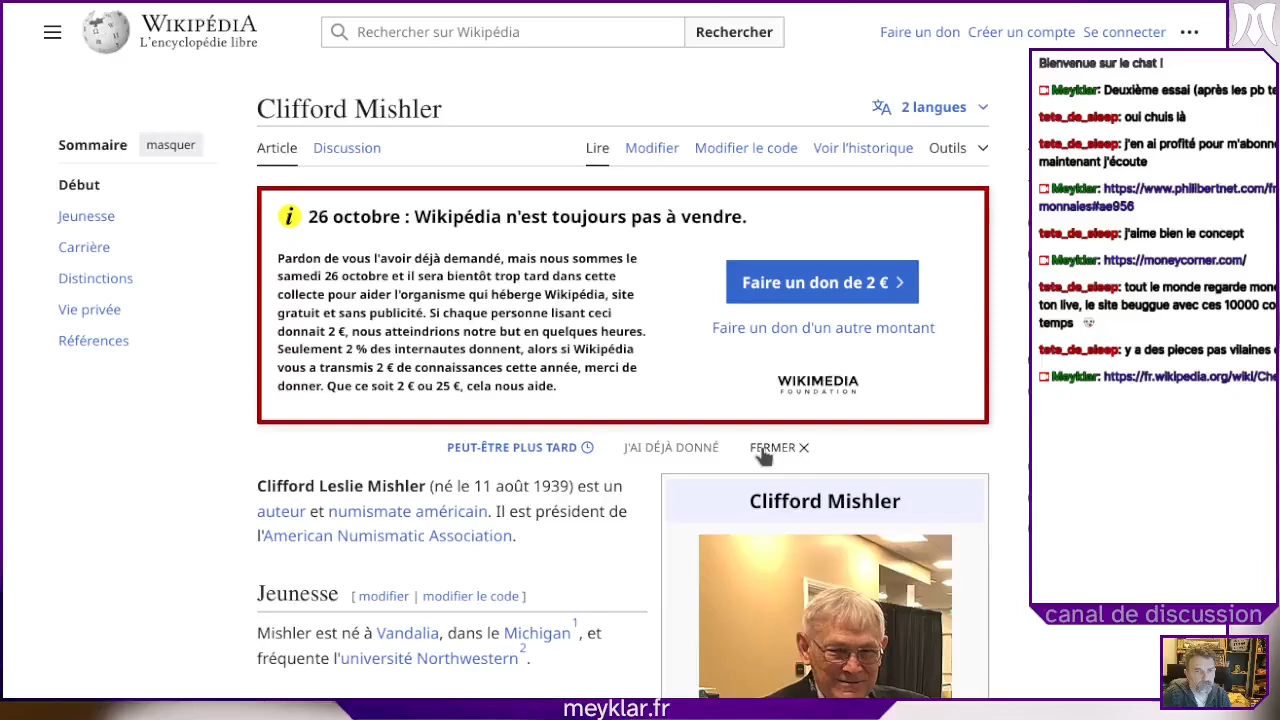 WIKIPÉDIA
L'encyclopédie libre
Rechercher sur Wikipédia
Rechercher
Faire un don Créer un compte Se connecter
Clifford Mishler
2 langues
Article Discussion
Lire Modifier Modifier le code Voir l'historique Outils
Sommaire masquer
Début
Jeunesse
Carrière
Distinctions
Vie privée
Références
26 octobre : Wikipédia n'est toujours pas à vendre.
Pardon de vous l'avoir déjà demandé, mais nous sommes le
samedi 26 octobre et il sera bientôt trop tard dans cette
collecte pour aider l'organisme qui héberge Wikipédia, site
gratuit et sans publicité. Si chaque personne lisant ceci
donnait 2 €, nous atteindrions notre but en quelques heures.
Seulement 2 % des internautes donnent, alors si Wikipédia
vous a transmis 2 € de connaissances cette année, merci de
donner. Que ce soit 2 € ou 25 €, cela nous aide.
Faire un don de 2 €
Faire un don d'un autre montant
WIKIMEDIA
FOUNDATION
PEUT-ÊTRE PLUS TARD J'AI DÉJÀ DONNÉ FERMER
Clifford Leslie Mishler (né le 11 août 1939) est un
auteur et numismate américain. Il est président de
l'American Numismatic Association.
Jeunesse [ modifier | modifier le code ]
Mishler est né à Vandalia, dans le Michigan 1, et
fréquente l'université Northwestern 2.
Clifford Mishler
Bienvenue sur le chat !
Meyklar: Deuxième essai (après les pb te
tete_de_sleep: oui chuis là
tete_de_sleep: j'en ai profité pour m'abonne
maintenant j'écoute
Meyklar: https://www.philibertnet.com/fr
monnaies#ae956
tete_de_sleep: j'aime bien le concept
Meyklar: https://moneycorner.com/
tete_de_sleep: tout le monde regarde mone
ton live, le site beuggue avec ces 10000 co
temps
tete_de_sleep: y a des pieces pas vilaines
Meyklar: https://fr.wikipedia.org/wiki/Che
canal de discussion
meyklar.fr